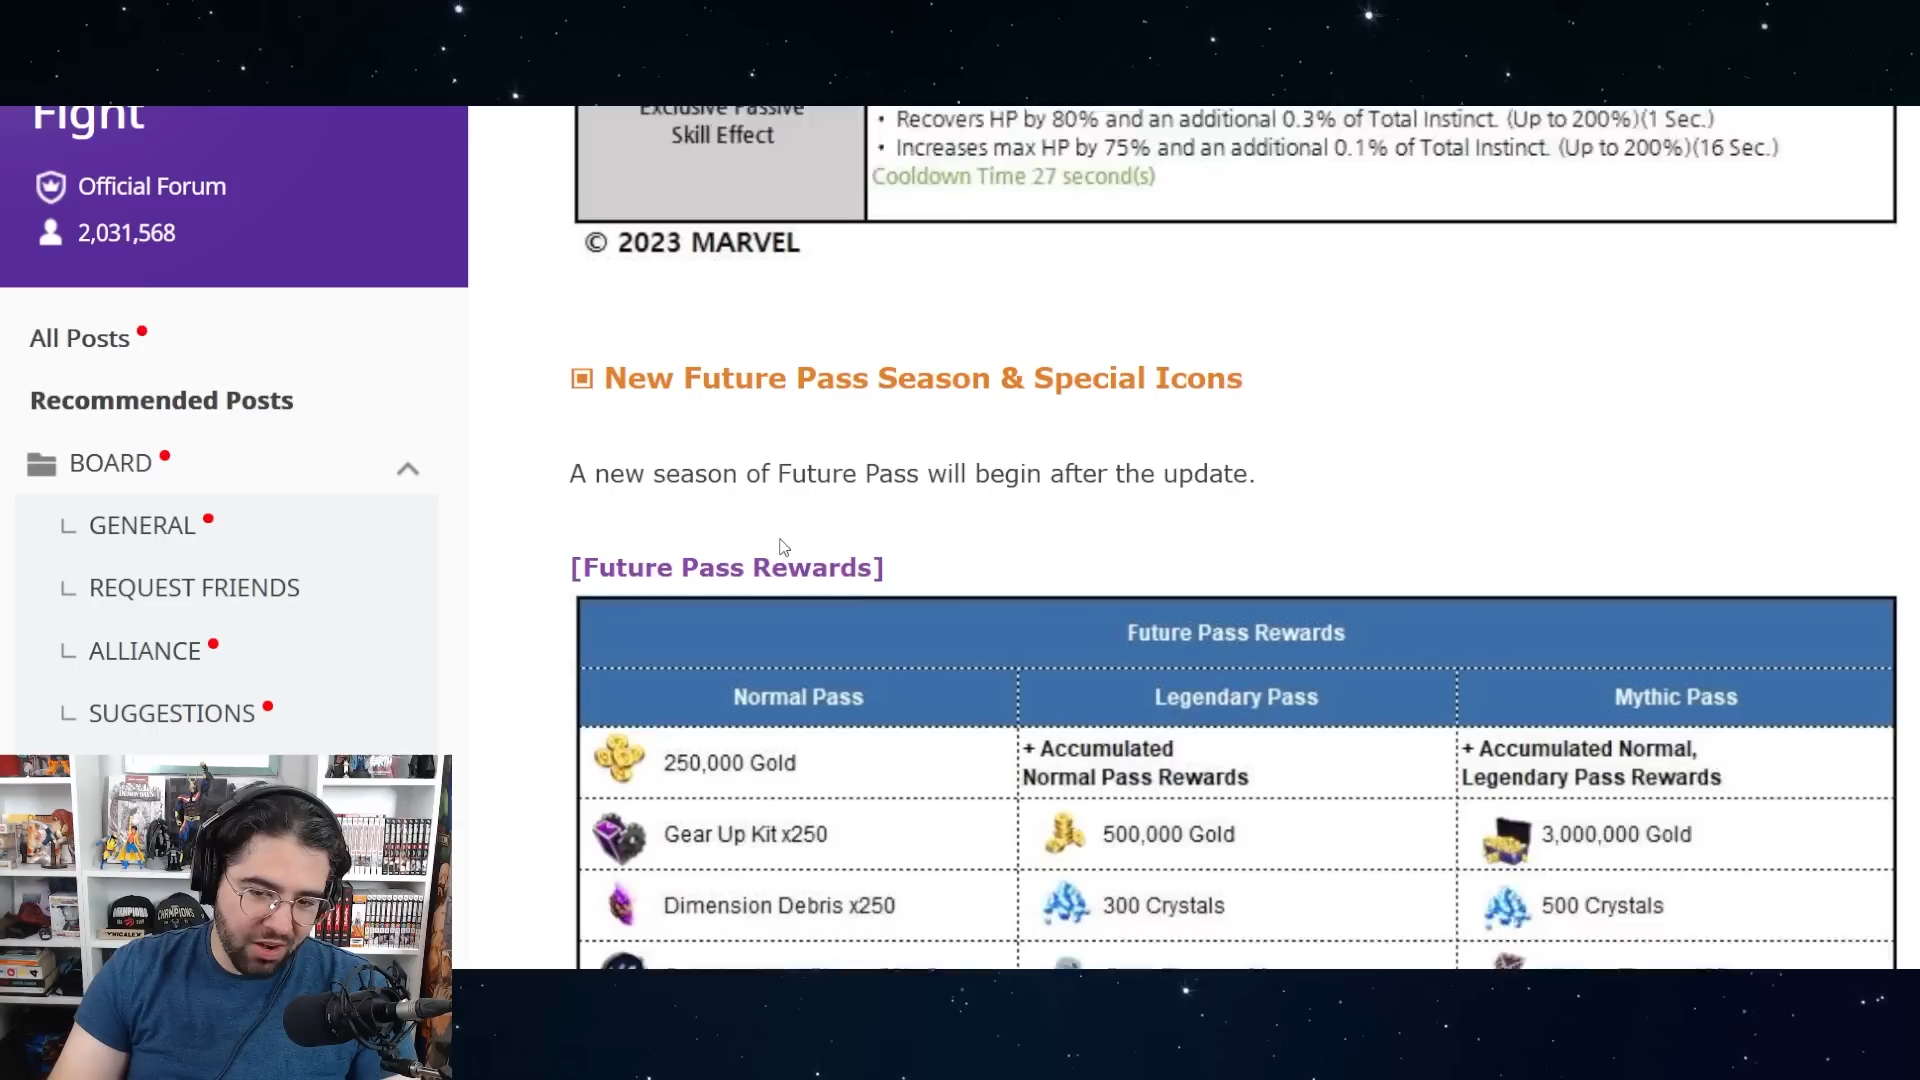 Fight
Official Forum
2,031,568
All Posts
Recommended Posts
BOARD
GENERAL
REQUEST FRIENDS
ALLIANCE
SUGGESTIONS
Exclusive Passive
Skill Effect
• Recovers HP by 80% and an additional 0.3% of Total Instinct. (Up to 200%)(1 Sec.)
• Increases max HP by 75% and an additional 0.1% of Total Instinct. (Up to 200%)(16 Sec.)
Cooldown Time 27 second(s)
© 2023 MARVEL
New Future Pass Season & Special Icons
A new season of Future Pass will begin after the update.
[Future Pass Rewards]
Future Pass Rewards
Normal Pass
Legendary Pass
Mythic Pass
250,000 Gold
+ Accumulated
Normal Pass Rewards
+ Accumulated Normal,
Legendary Pass Rewards
Gear Up Kit x250
500,000 Gold
3,000,000 Gold
Dimension Debris x250
300 Crystals
500 Crystals
CHAMPIONS
CHAMPIONS